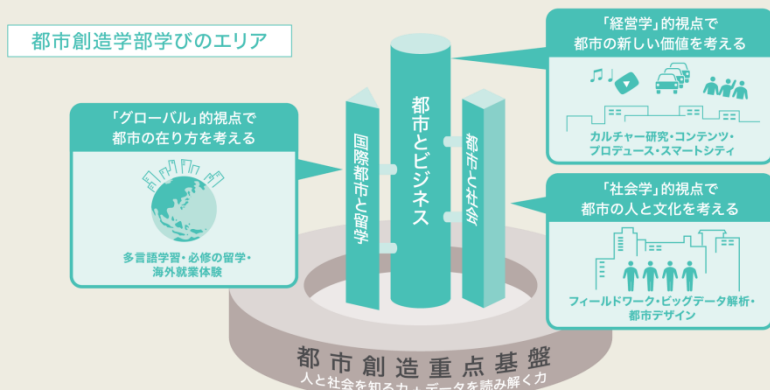 都市創造学部学びのエリア
「グローバル」的視点で
都市の在り方を考える
多言語学習・必修の留学・
海外就業体験
国際都市と留学
都市とビジネス
都市と社会
「経営学」的視点で
都市の新しい価値を考える
カルチャー研究・コンテンツ・
プロデュース・スマートシティ
「社会学」的視点で
都市の人と文化を考える
フィールドワーク・ビッグデータ解析・
都市デザイン
都市創造重点基盤
人と社会を知る力＋データを読み解く力